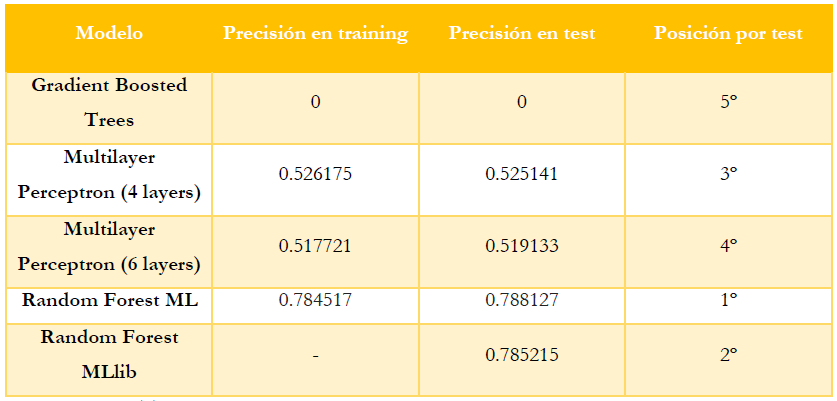 Modelo Precisión en training Precisión en test Posición por test
Gradient Boosted
Trees
0 0 5º
Multilayer
Perceptron (4 layers)
0.526175 0.525141 3º
Multilayer
Perceptron (6 layers)
0.517721 0.519133 4º
Random Forest ML 0.784517 0.788127 1º
Random Forest
MLlib
- 0.785215 2º